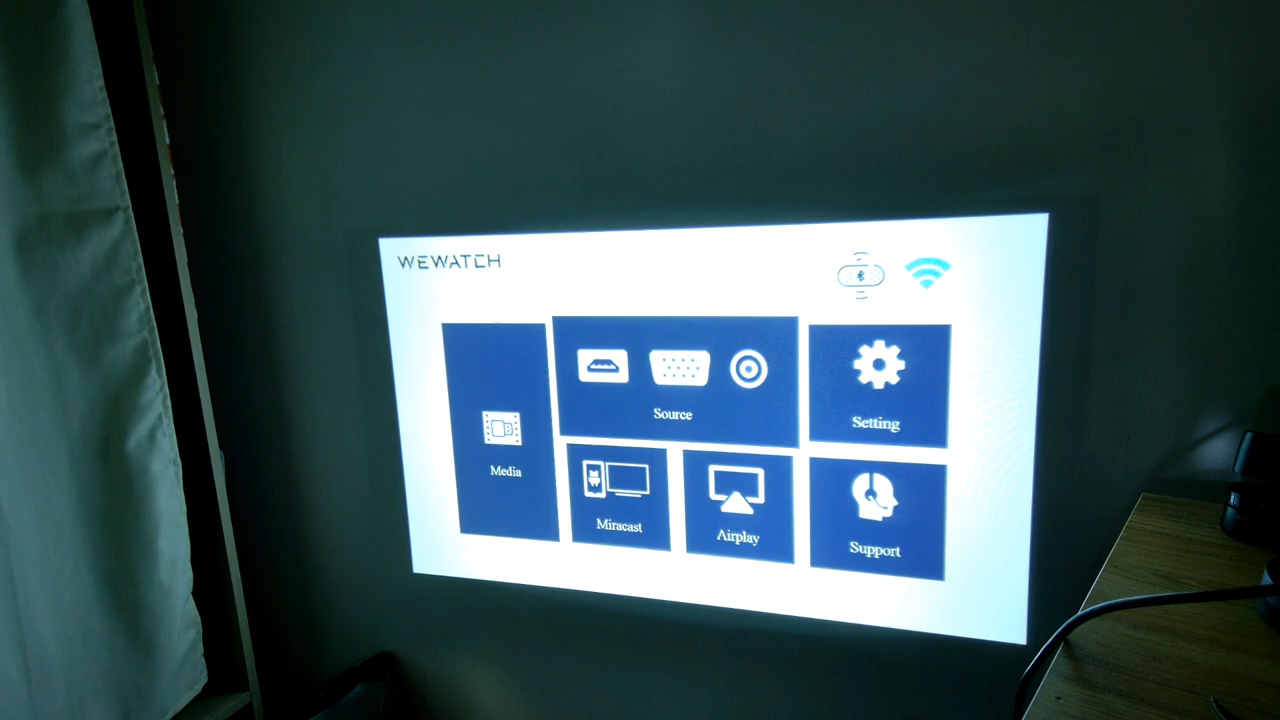 WEWATCH
Source
Setting
Media
Miracast
Airplay
Support